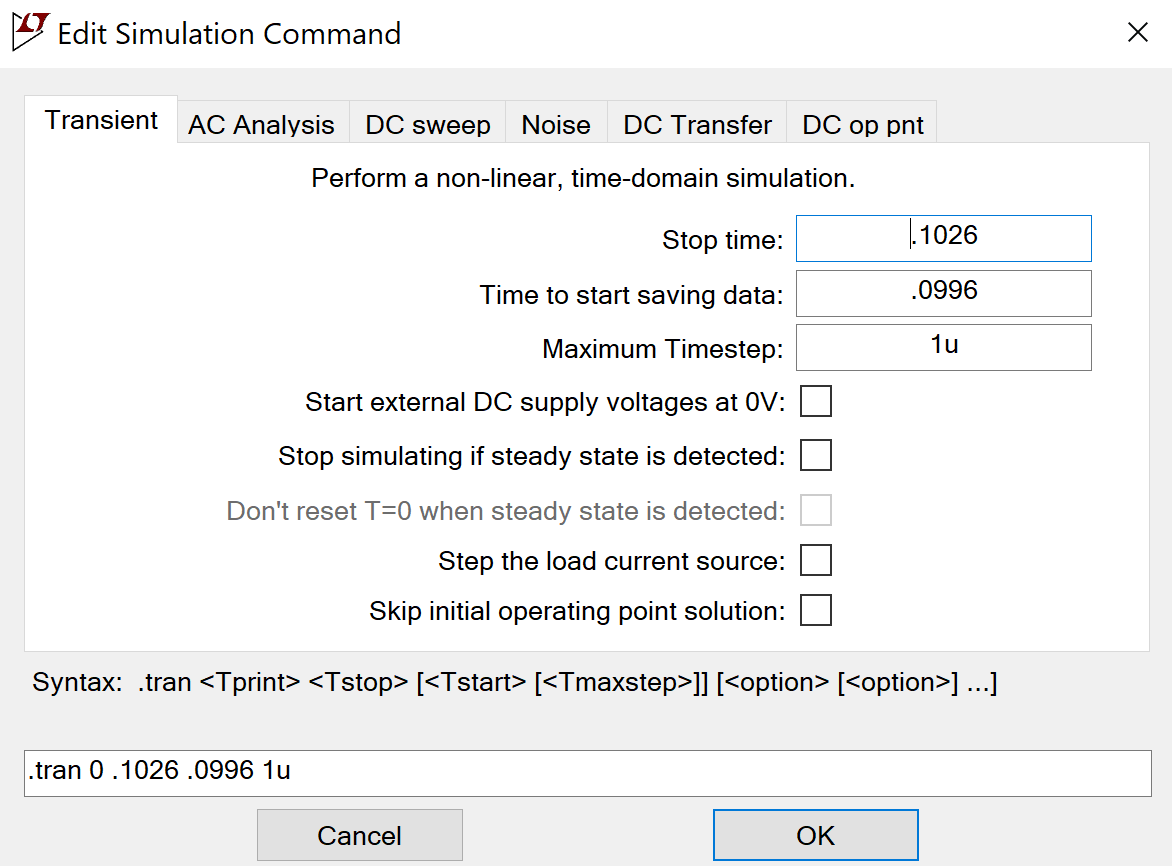 Edit Simulation Command
Transient AC Analysis DC sweep Noise DC Transfer DC op pnt
Perform a non-linear, time-domain simulation.
Stop time: .1026
Time to start saving data: .0996
Maximum Timestep: 1u
Start external DC supply voltages at 0V:
Stop simulating if steady state is detected:
Don't reset T=0 when steady state is detected:
Step the load current source:
Skip initial operating point solution:
Syntax: .tran <Tprint> <Tstop> [<Tstart> [<Tmaxstep>]] [<option> [<option>] ...]
.tran 0 .1026 .0996 1u
Cancel OK